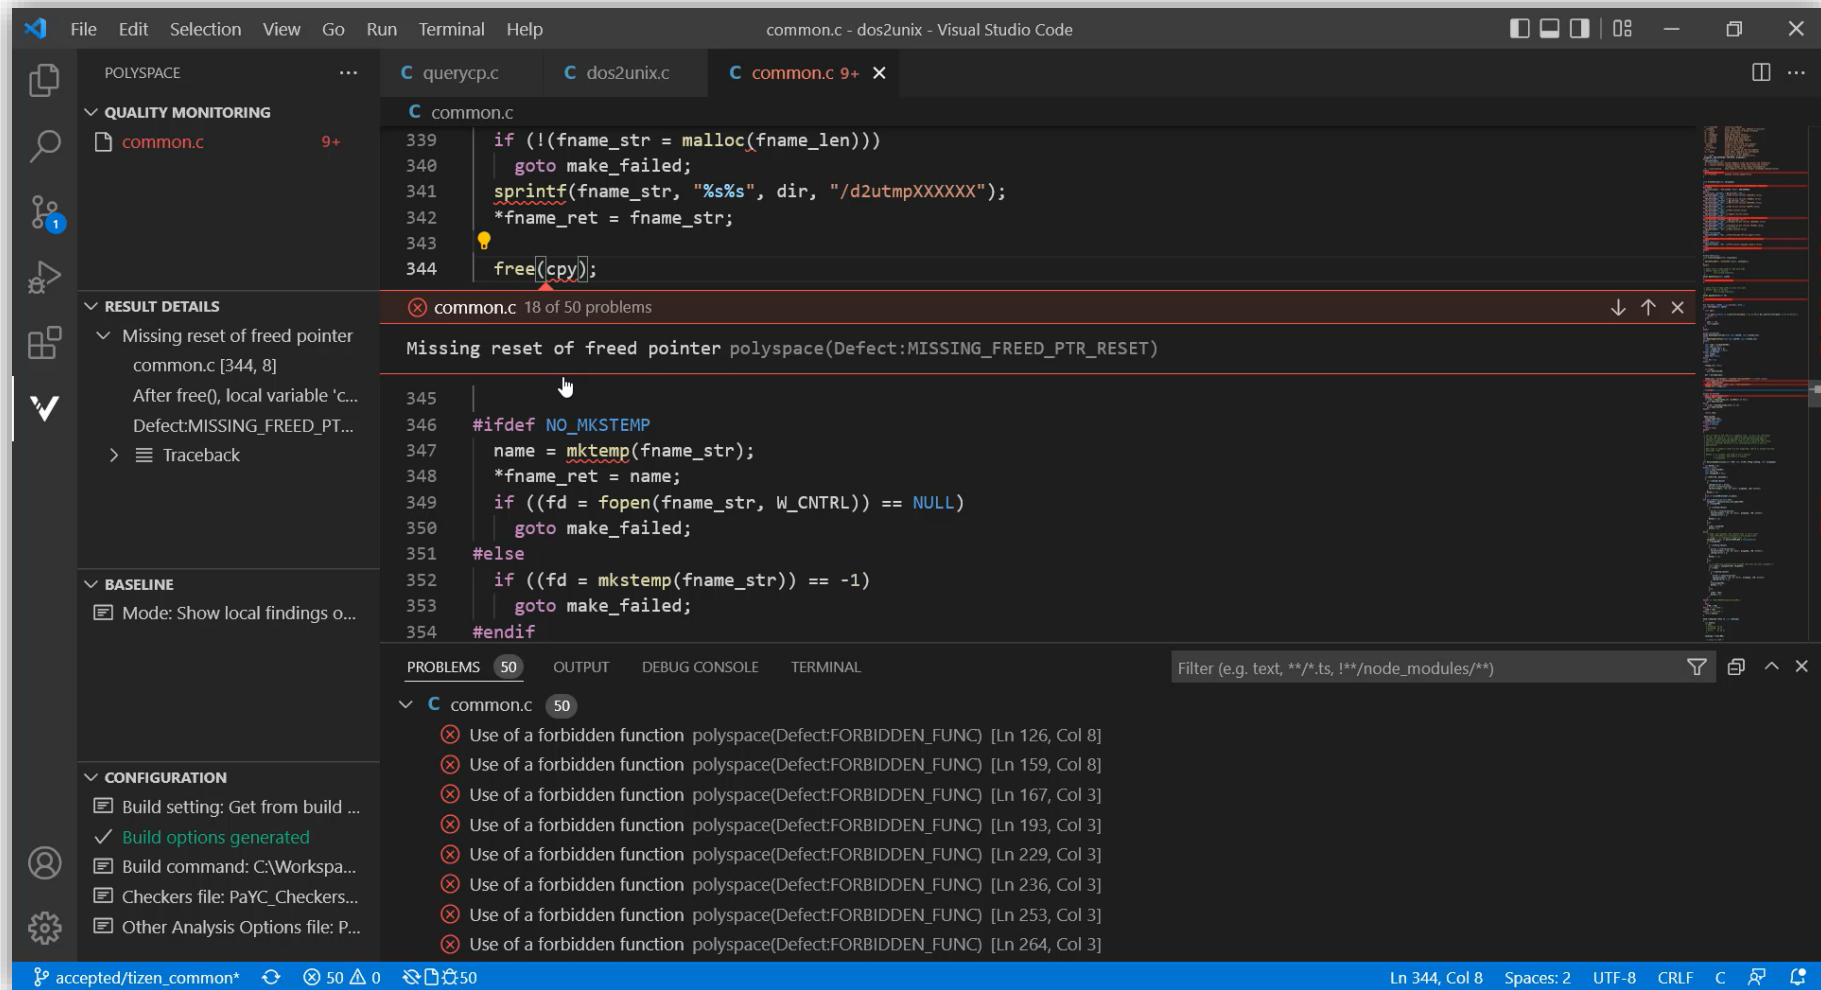 File Edit Selection View Go Run Terminal Help
common.c - dos2unix - Visual Studio Code
POLYSPACE
QUALITY MONITORING
common.c 9+
RESULT DETAILS
Missing reset of freed pointer
common.c [344, 8]
After free(), local variable 'c...
Defect:MISSING_FREED_PT...
Traceback
BASELINE
Mode: Show local findings o...
CONFIGURATION
Build setting: Get from build ...
Build options generated
Build command: C:\Workspa...
Checkers file: PaYC_Checkers...
Other Analysis Options file: P...
1
C querycp.c C dos2unix.c C common.c 9+
C common.c
339 if (!(fname_str = malloc(fname_len)))
340 goto make_failed;
341 sprintf(fname_str, "%s%s", dir, "/d2utmpXXXXXX");
342 *fname_ret = fname_str;
343
344 free(cpy);
common.c 18 of 50 problems
Missing reset of freed pointer polyspace(Defect:MISSING_FREED_PTR_RESET)
345
346 #ifdef NO_MKSTEMP
347 name = mktemp(fname_str);
348 *fname_ret = name;
349 if ((fd = fopen(fname_str, W_CNTRL)) == NULL)
350 goto make_failed;
351 #else
352 if ((fd = mkstemp(fname_str)) == -1)
353 goto make_failed;
354 #endif
PROBLEMS 50 OUTPUT DEBUG CONSOLE TERMINAL
Filter (e.g. text, **/*.ts, !**/node_modules/**)
C common.c 50
Use of a forbidden function polyspace(Defect:FORBIDDEN_FUNC) [Ln 126, Col 8]
Use of a forbidden function polyspace(Defect:FORBIDDEN_FUNC) [Ln 159, Col 8]
Use of a forbidden function polyspace(Defect:FORBIDDEN_FUNC) [Ln 167, Col 3]
Use of a forbidden function polyspace(Defect:FORBIDDEN_FUNC) [Ln 193, Col 3]
Use of a forbidden function polyspace(Defect:FORBIDDEN_FUNC) [Ln 229, Col 3]
Use of a forbidden function polyspace(Defect:FORBIDDEN_FUNC) [Ln 236, Col 3]
Use of a forbidden function polyspace(Defect:FORBIDDEN_FUNC) [Ln 253, Col 3]
Use of a forbidden function polyspace(Defect:FORBIDDEN_FUNC) [Ln 264, Col 3]
accepted/tizen_common* 50 0 50
Ln 344, Col 8 Spaces: 2 UTF-8 CRLF C